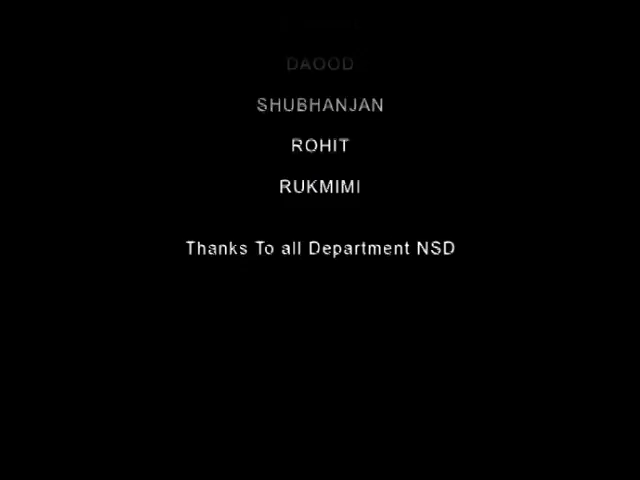 DAOOD
SHUBHANJAN
ROHIT
RUKMIMI
Thanks To all Department NSD